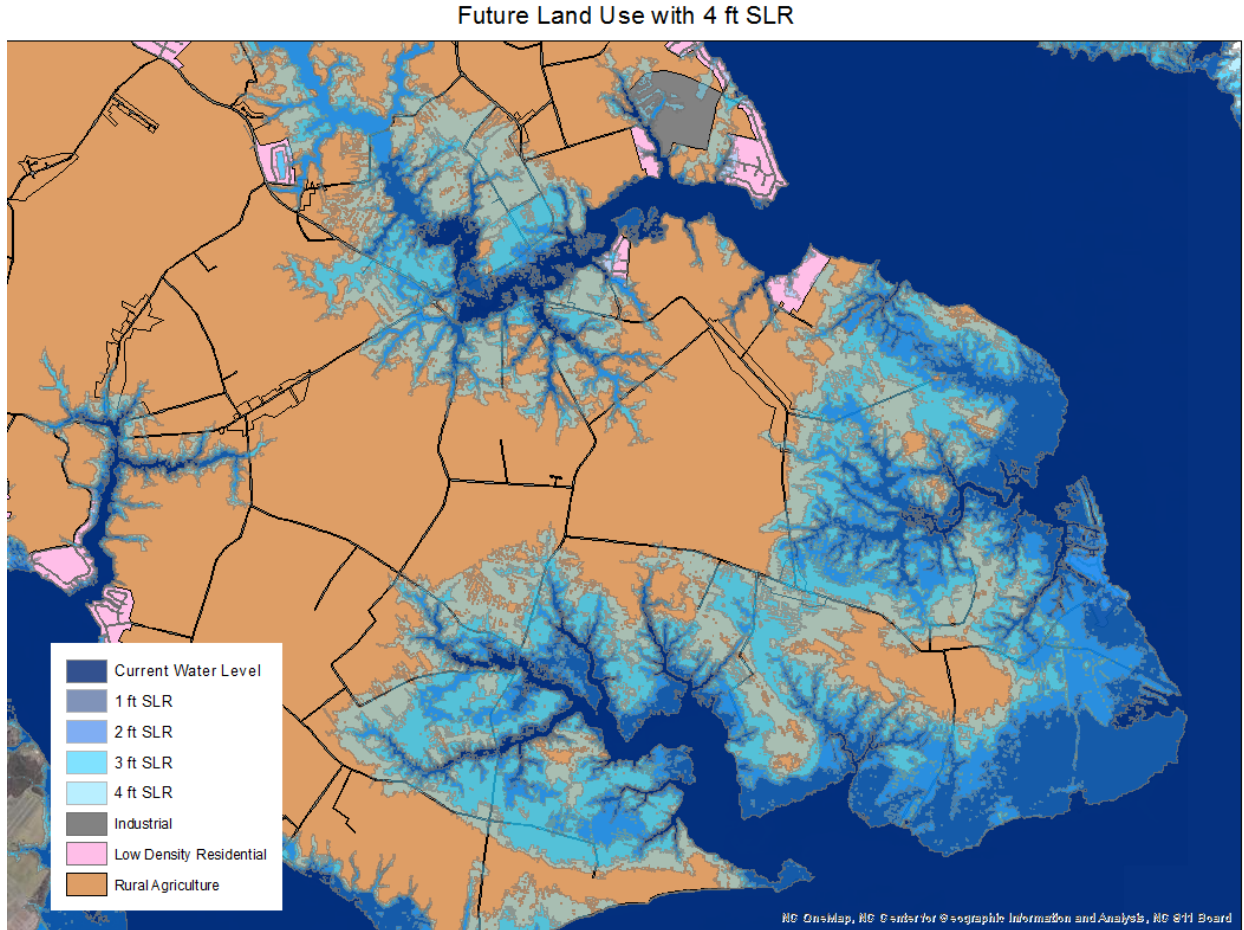 Future Land Use with 4 ft SLR
Current Water Level
1 ft SLR
2 ft SLR
3 ft SLR
4 ft SLR
Industrial
Low Density Residential
Rural Agriculture
NC OneMap, NC Center for Geographic Information and Analysis, NC 911 Board